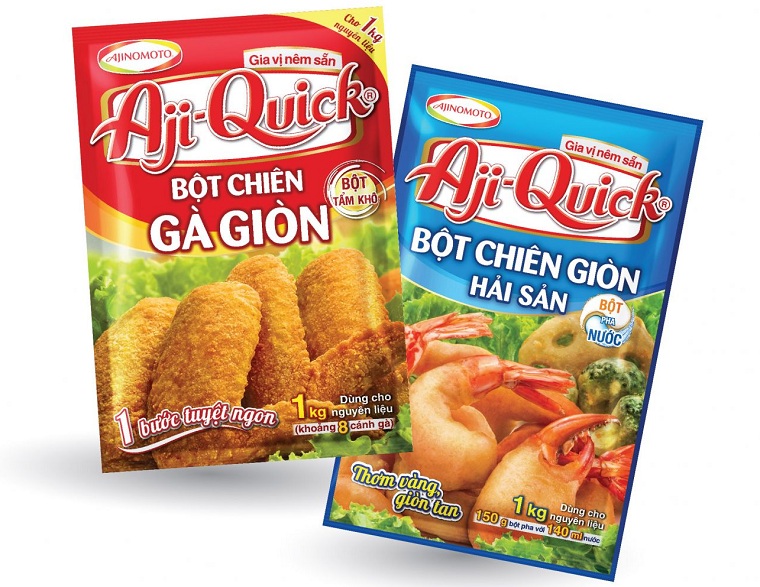 AJINOMOTO
Cho 1kg
nguyên liệu
Gia vị nêm sẵn
Aji-Quick®
BỘT CHIÊN
GÀ GIÒN
BỘT
TẨM KHÔ
1 bước tuyệt ngon
1 kg
Dùng cho
nguyên liệu
(khoảng 8 cánh gà)
AJINOMOTO
Gia vị nêm sẵn
Aji-Quick®
BỘT CHIÊN GIÒN
HẢI SẢN
BỘT
PHA
NƯỚC
Thơm vàng,
giòn tan
1 kg
Dùng cho
nguyên liệu
150 g bột pha với 140 ml nước